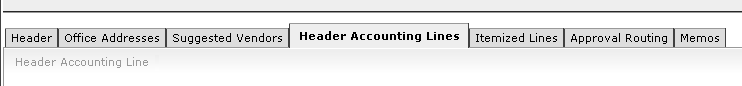 Header Office Addresses Suggested Vendors Header Accounting Lines Itemized Lines Approval Routing Memos
Header Accounting Line